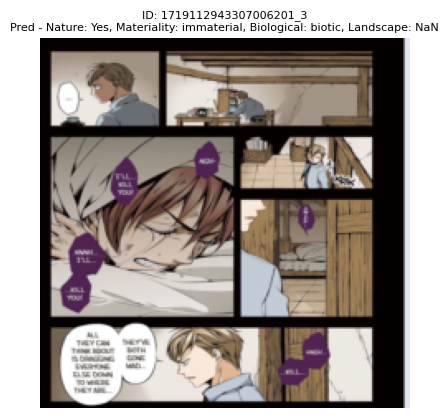 ID: 1719112943307006201_3
Pred - Nature: Yes, Materiality: immaterial, Biological: biotic, Landscape: NaN
...
NGH-
I'LL...
KILL
YOU!
NNNH...
I'LL...
...KILL
YOU!
ALL
THEY CAN
THINK ABOUT
IS DRAGGING
EVERYONE
ELSE DOWN
TO WHERE
THEY ARE...
THEY'VE
BOTH
GONE
MAD...
NNGH...
...KILL...